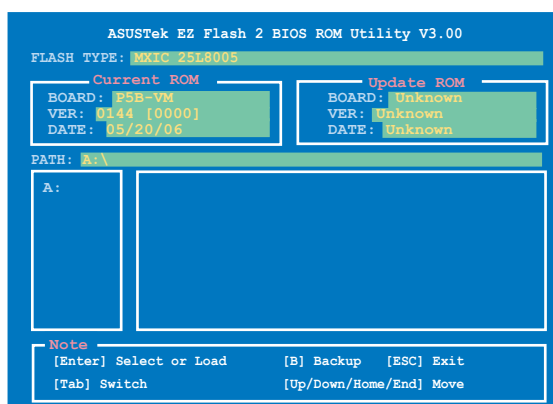 ASUSTek EZ Flash 2 BIOS ROM Utility V3.00
FLASH TYPE: MXIC 25L8005
Current ROM
BOARD: P5B-VM
VER: 0144 [0000]
DATE: 05/20/06
Update ROM
BOARD: Unknown
VER: Unknown
DATE: Unknown
PATH: A:\
A:
Note
[Enter] Select or Load [B] Backup [ESC] Exit
[Tab] Switch [Up/Down/Home/End] Move